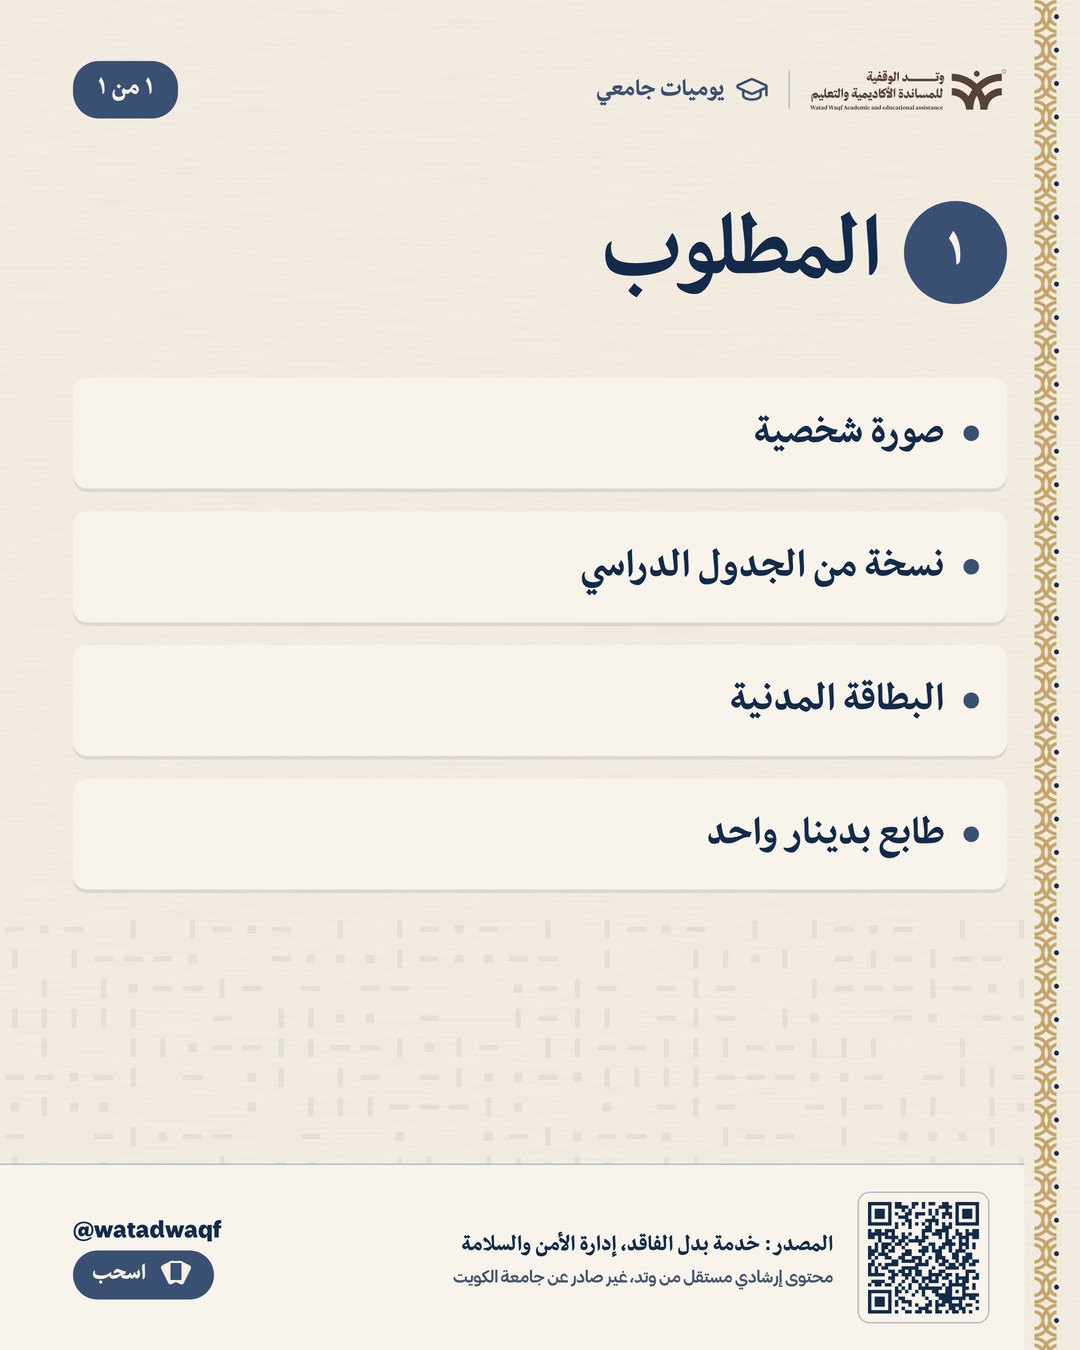 وتد الوقفية
للمساندة الأكاديمية والتعليم
Watad Waqf Academic and educational assistance
يوميات جامعي
١ من ١
١
المطلوب
صورة شخصية
نسخة من الجدول الدراسي
البطاقة المدنية
طابع بدينار واحد
المصدر: خدمة بدل الفاقد، إدارة الأمن والسلامة
محتوى إرشادي مستقل من وتد، غير صادر عن جامعة الكويت
@watadwaqf
اسحب